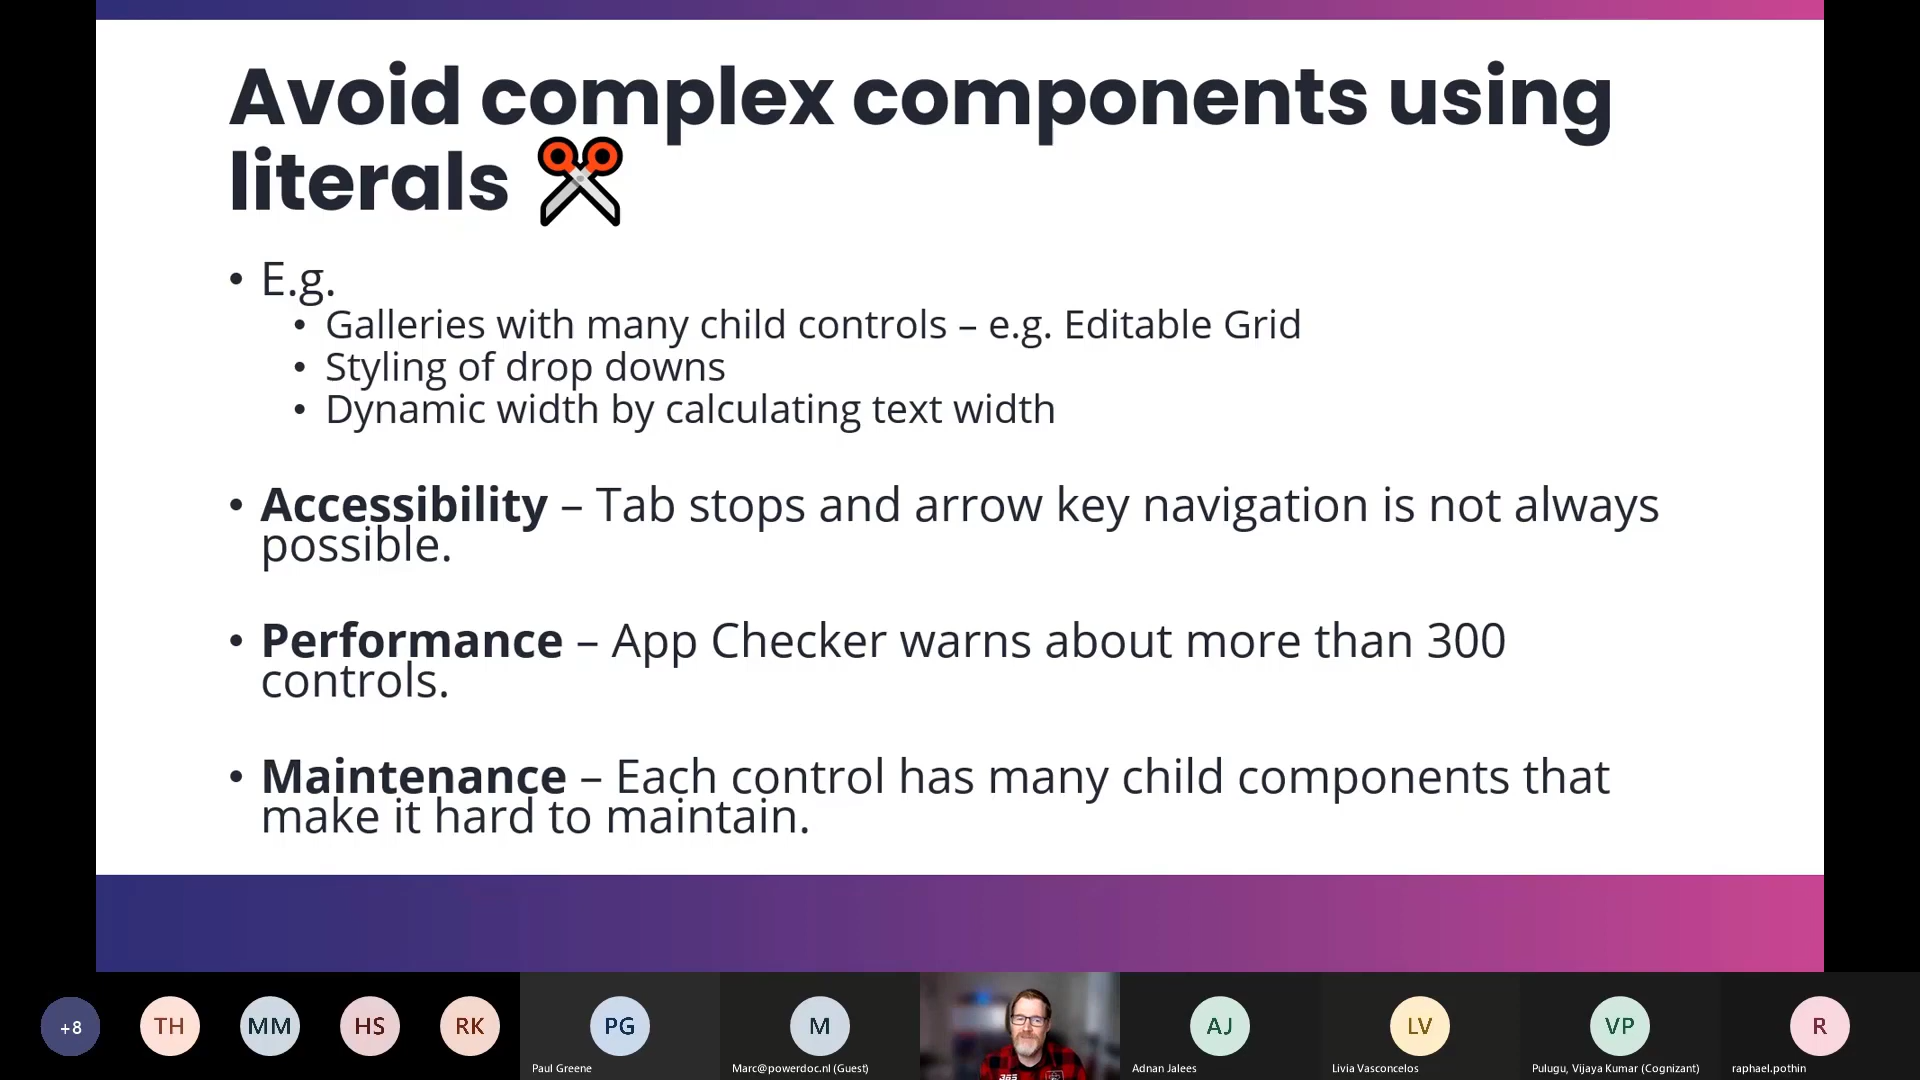 Avoid complex components using
literals
• E.g.
• Galleries with many child controls – e.g. Editable Grid
• Styling of drop downs
• Dynamic width by calculating text width
• Accessibility – Tab stops and arrow key navigation is not always
possible.
• Performance – App Checker warns about more than 300
controls.
• Maintenance – Each control has many child components that
make it hard to maintain.
+8
TH
MM
HS
RK
PG
M
AJ
LV
VP
R
365
Paul Greene
Marc@powerdoc.nl (Guest)
Adnan Jalees
Livia Vasconcelos
Pulugu, Vijaya Kumar (Cognizant)
raphael.pothin